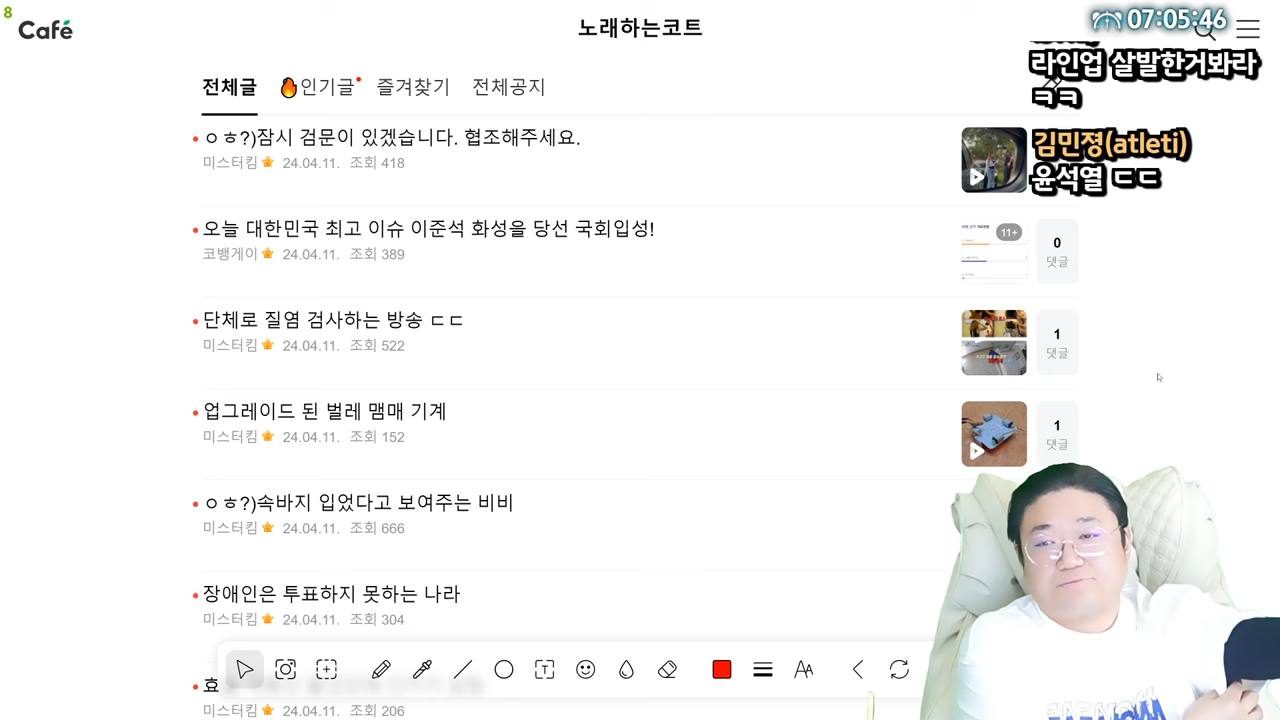 8
Café
노래하는코트
07:05:46
라인업 살발한거봐라
ㅋㅋ
김민졍(atleti)
윤석열 ㄷㄷ
전체글 인기글 즐겨찾기 전체공지
ㅇㅎ?)잠시 검문이 있겠습니다. 협조해주세요.
미스터킴 24.04.11. 조회 418
오늘 대한민국 최고 이슈 이준석 화성을 당선 국회입성!
코뱅게이 24.04.11. 조회 389
11+
0
댓글
단체로 질염 검사하는 방송 ㄷㄷ
미스터킴 24.04.11. 조회 522
1
댓글
업그레이드 된 벌레 맴매 기계
미스터킴 24.04.11. 조회 152
1
댓글
ㅇㅎ?)속바지 입었다고 보여주는 비비
미스터킴 24.04.11. 조회 666
장애인은 투표하지 못하는 나라
미스터킴 24.04.11. 조회 304
효
미스터킴 24.04.11. 조회 206